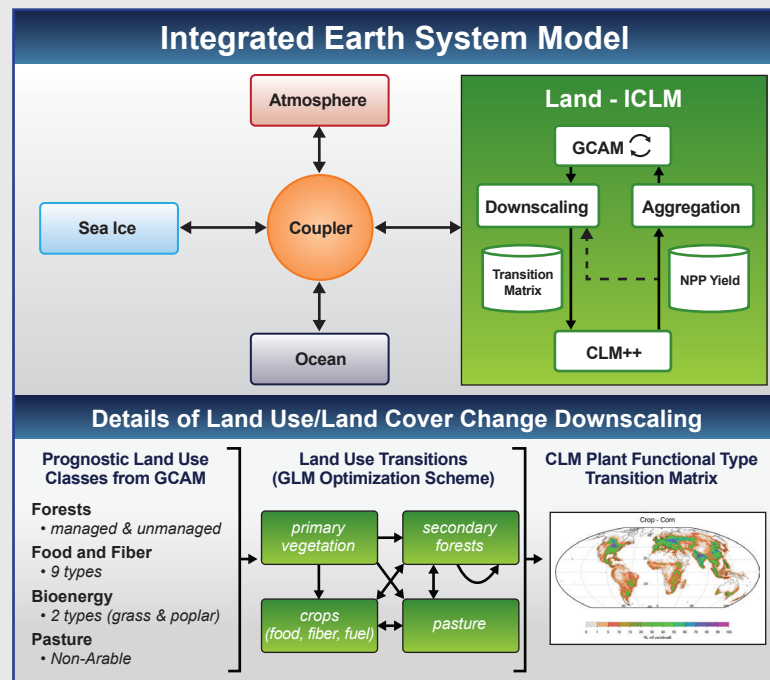 Integrated Earth System Model
Atmosphere
Sea Ice
Coupler
Ocean
Land - ICLM
GCAM
Downscaling
Aggregation
Transition
Matrix
NPP Yield
CLM++
Details of Land Use/Land Cover Change Downscaling
Prognostic Land Use
Classes from GCAM
Forests
• managed & unmanaged
Food and Fiber
• 9 types
Bioenergy
• 2 types (grass & poplar)
Pasture
• Non-Arable
Land Use Transitions
(GLM Optimization Scheme)
primary
vegetation
secondary
forests
crops
(food, fiber, fuel)
pasture
CLM Plant Functional Type
Transition Matrix
Crop - Corn